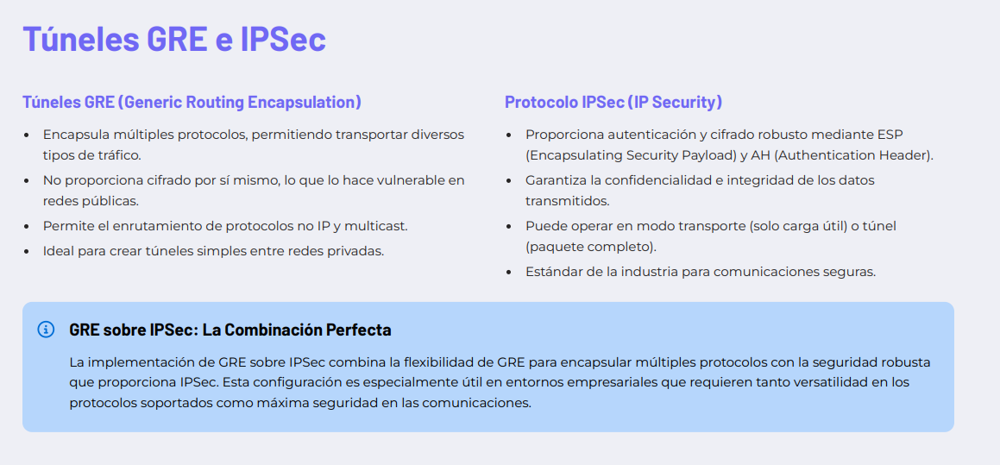 Túneles GRE e IPSec
Túneles GRE (Generic Routing Encapsulation)
• Encapsula múltiples protocolos, permitiendo transportar diversos
tipos de tráfico.
• No proporciona cifrado por sí mismo, lo que lo hace vulnerable en
redes públicas.
• Permite el enrutamiento de protocolos no IP y multicast.
• Ideal para crear túneles simples entre redes privadas.
Protocolo IPSec (IP Security)
• Proporciona autenticación y cifrado robusto mediante ESP
(Encapsulating Security Payload) y AH (Authentication Header).
• Garantiza la confidencialidad e integridad de los datos
transmitidos.
• Puede operar en modo transporte (solo carga útil) o túnel
(paquete completo).
• Estándar de la industria para comunicaciones seguras.
GRE sobre IPSec: La Combinación Perfecta
La implementación de GRE sobre IPSec combina la flexibilidad de GRE para encapsular múltiples protocolos con la seguridad robusta
que proporciona IPSec. Esta configuración es especialmente útil en entornos empresariales que requieren tanto versatilidad en los
protocolos soportados como máxima seguridad en las comunicaciones.